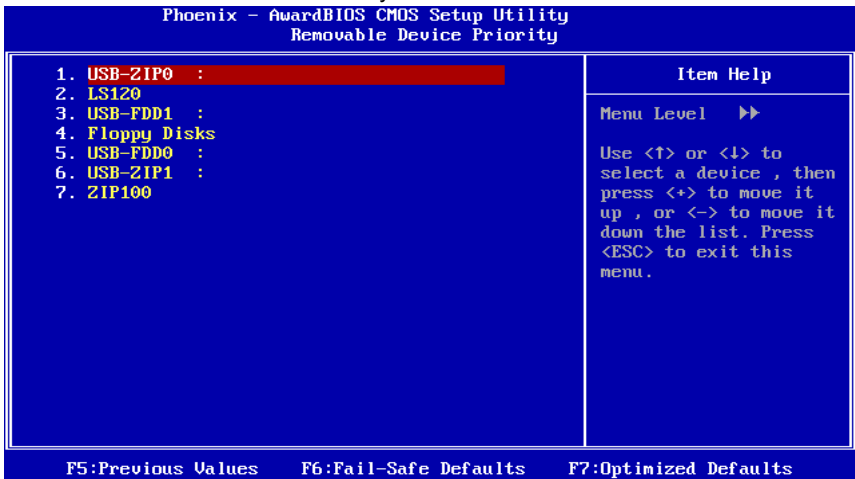 Phoenix - AwardBIOS CMOS Setup Utility
Removable Device Priority
1. USB-ZIP0 :
2. LS120
3. USB-FDD1 :
4. Floppy Disks
5. USB-FDD0 :
6. USB-ZIP1 :
7. ZIP100
Item Help
Menu Level ▶▶
Use <↑> or <↓> to
select a device , then
press <+> to move it
up , or <-> to move it
down the list. Press
<ESC> to exit this
menu.
F5:Previous Values F6:Fail-Safe Defaults F7:Optimized Defaults